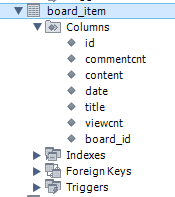 board_item
Columns
id
commentcnt
content
date
title
viewcnt
board_id
Indexes
Foreign Keys
Triggers